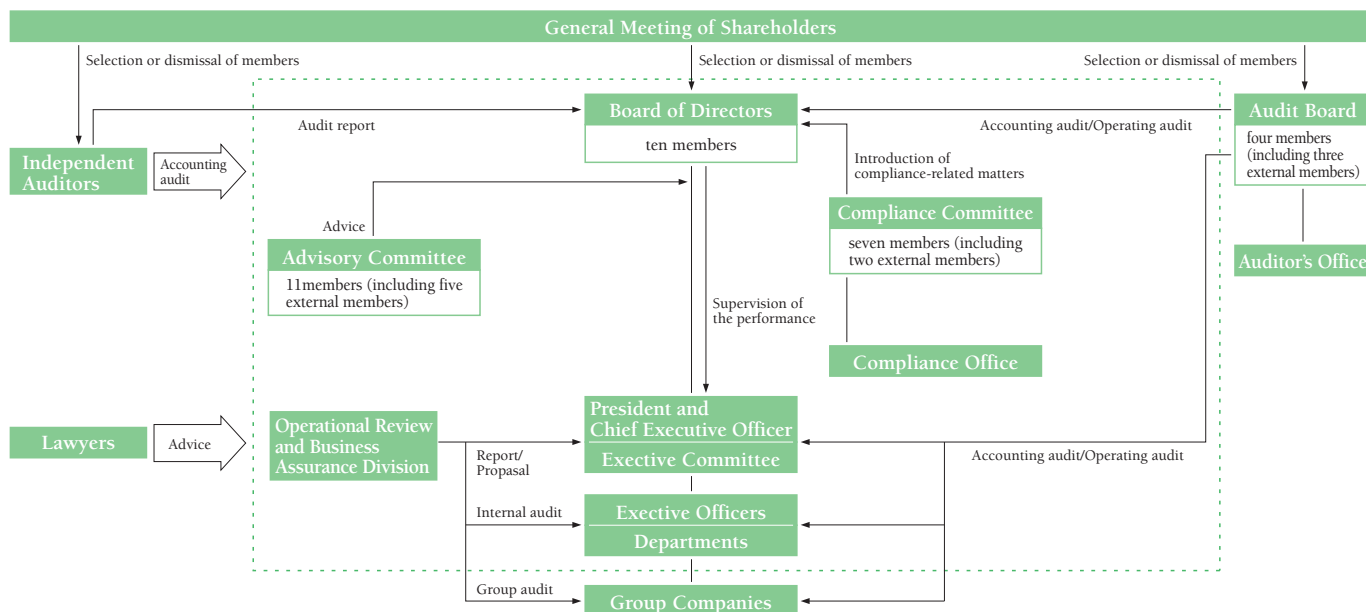 General Meeting of Shareholders
Selection or dismissal of members
Selection or dismissal of members
Selection or dismissal of members
Board of Directors
ten members
Audit report
Accounting audit/Operating audit
Audit Board
four members
(including three
external members)
Independent
Auditors
Accounting
audit
Introduction of
compliance-related matters
Advice
Advisory Committee
11members (including five
external members)
Compliance Committee
seven members (including
two external members)
Auditor's Office
Supervision of
the performance
Compliance Office
Lawyers
Advice
Operational Review
and Business
Assurance Division
Report/
Propasal
President and
Chief Executive Officer
Exective Committee
Accounting audit/Operating audit
Internal audit
Exective Officers
Departments
Group audit
Group Companies